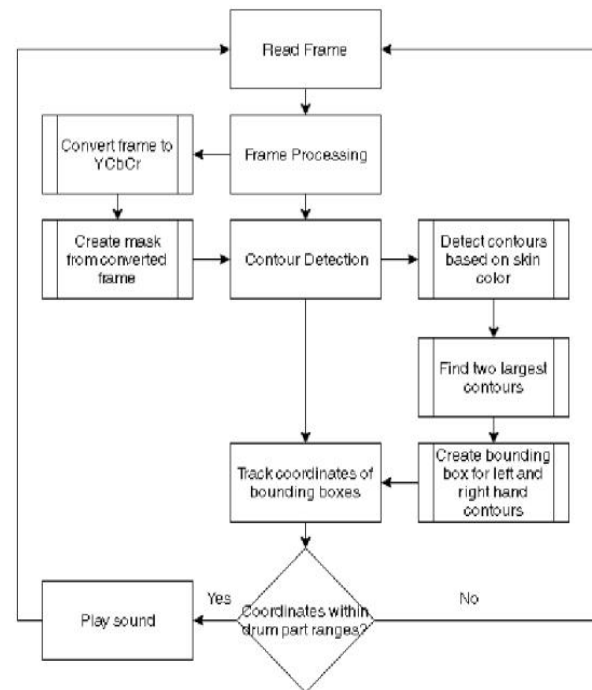 Read Frame
Convert frame to
YCbCr
Frame Processing
Create mask
from converted
frame
Contour Detection
Detect contours
based on skin
color
Find two largest
contours
Track coordinates of
bounding boxes
Create bounding
box for left and
right hand
contours
Play sound
Yes
Coordinates within
drum part ranges?
No